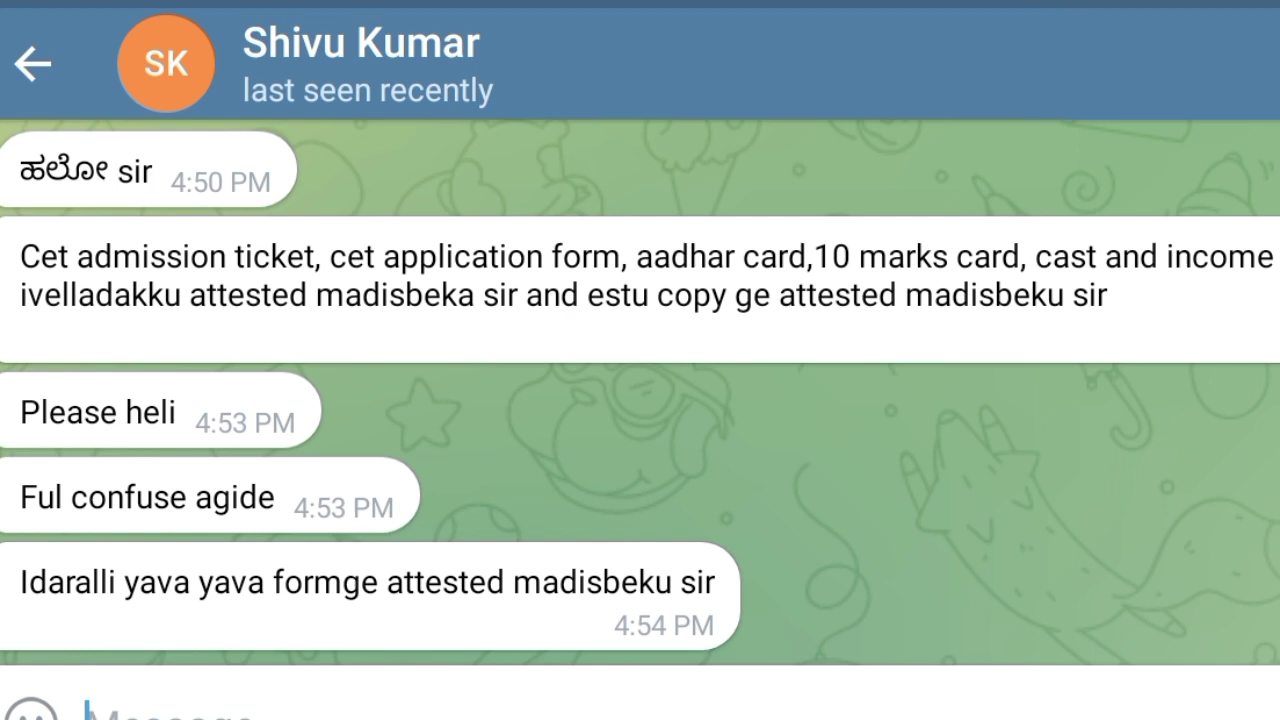 SK
Shivu Kumar
last seen recently
ಹಲೋ sir 4:50 PM
Cet admission ticket, cet application form, aadhar card,10 marks card, cast and income
ivelladakku attested madisbeka sir and estu copy ge attested madisbeku sir
Please heli 4:53 PM
Ful confuse agide 4:53 PM
Idaralli yava yava formge attested madisbeku sir
4:54 PM
Message